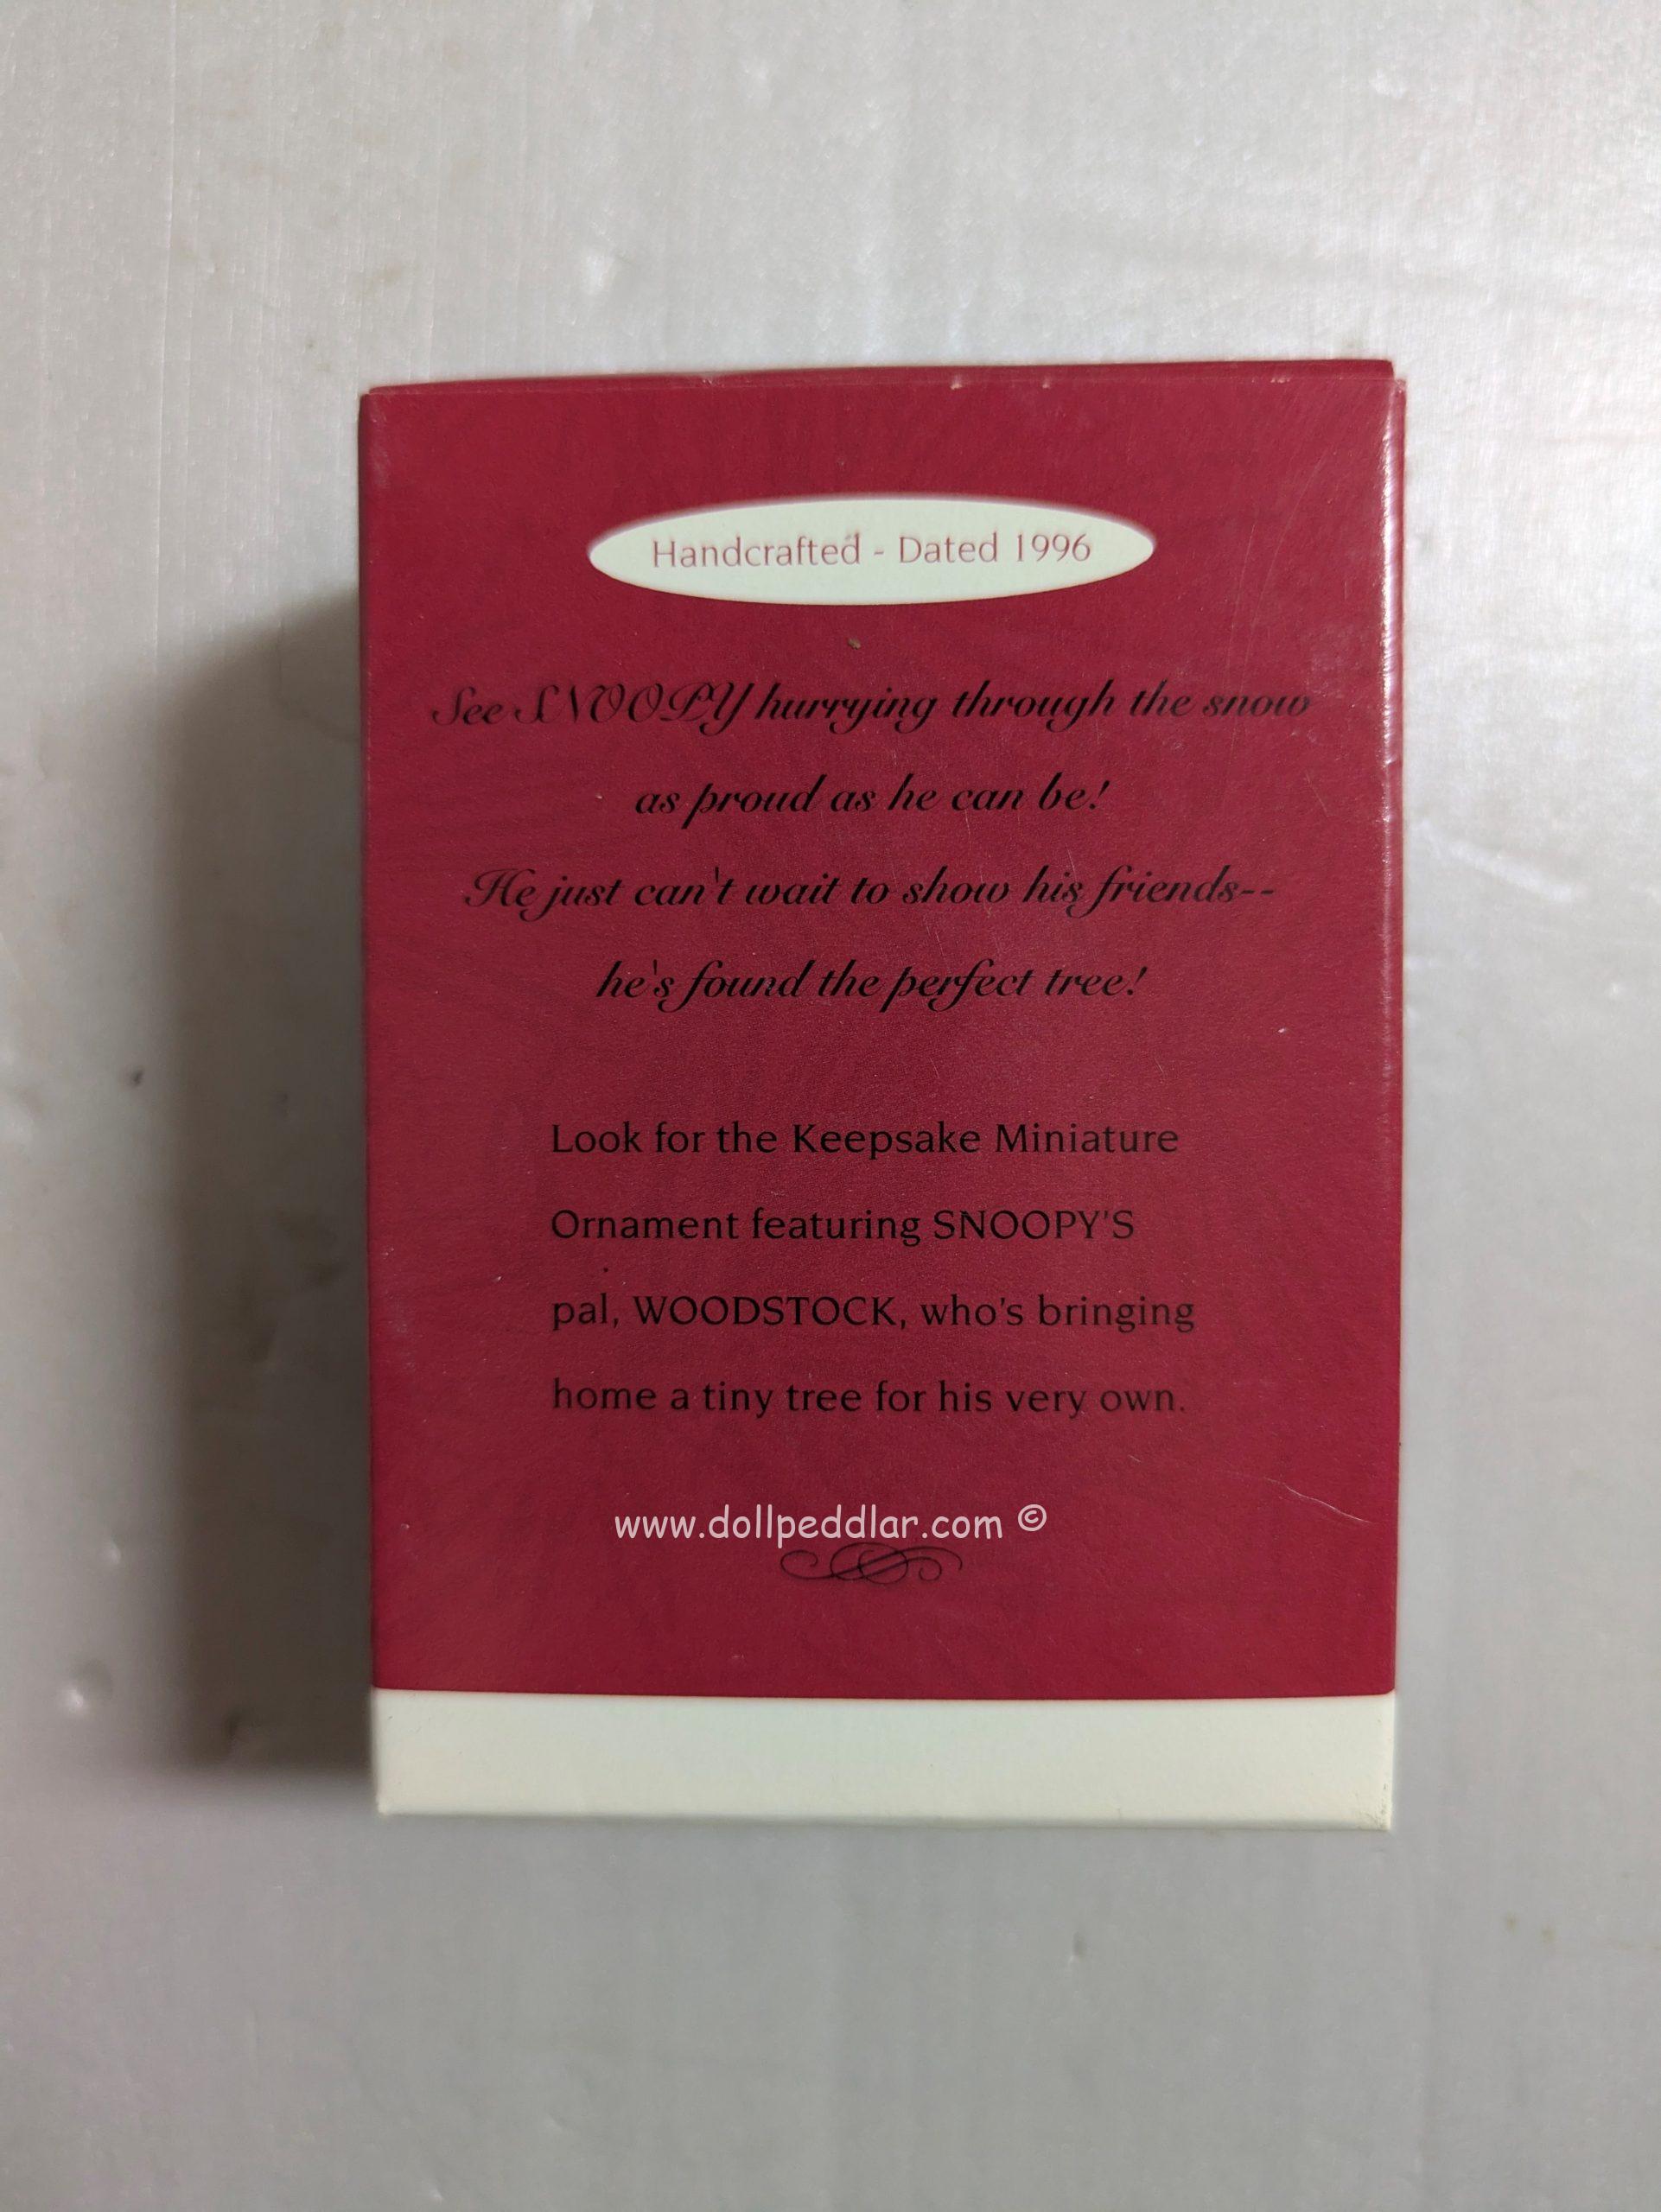 Handcrafted - Dated 1996
See SNOOPY hurrying through the snow
as proud as he can be!
He just can't wait to show his friends--
he's found the perfect tree!
Look for the Keepsake Miniature
Ornament featuring SNOOPY'S
pal, WOODSTOCK, who's bringing
home a tiny tree for his very own.
www.dollpeddlar.com ©